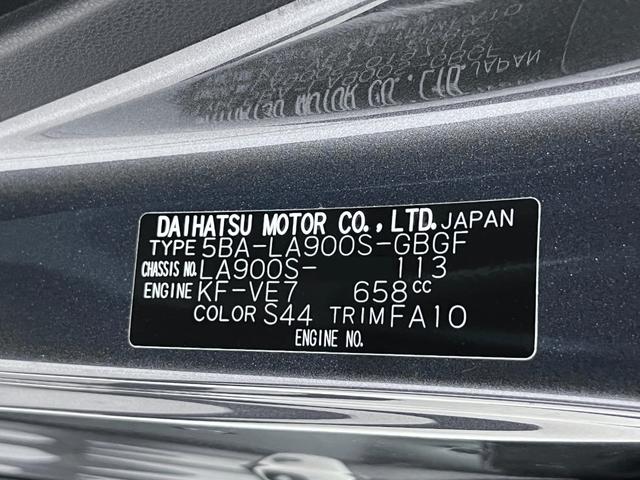 DAIHATSU MOTOR CO., LTD. JAPAN
TYPE 5BA-LA900S-GBGF
CHASSIS NO. LA900S- 113
ENGINE KF-VE7 658CC
COLOR S44 TRIM FA10
ENGINE NO.